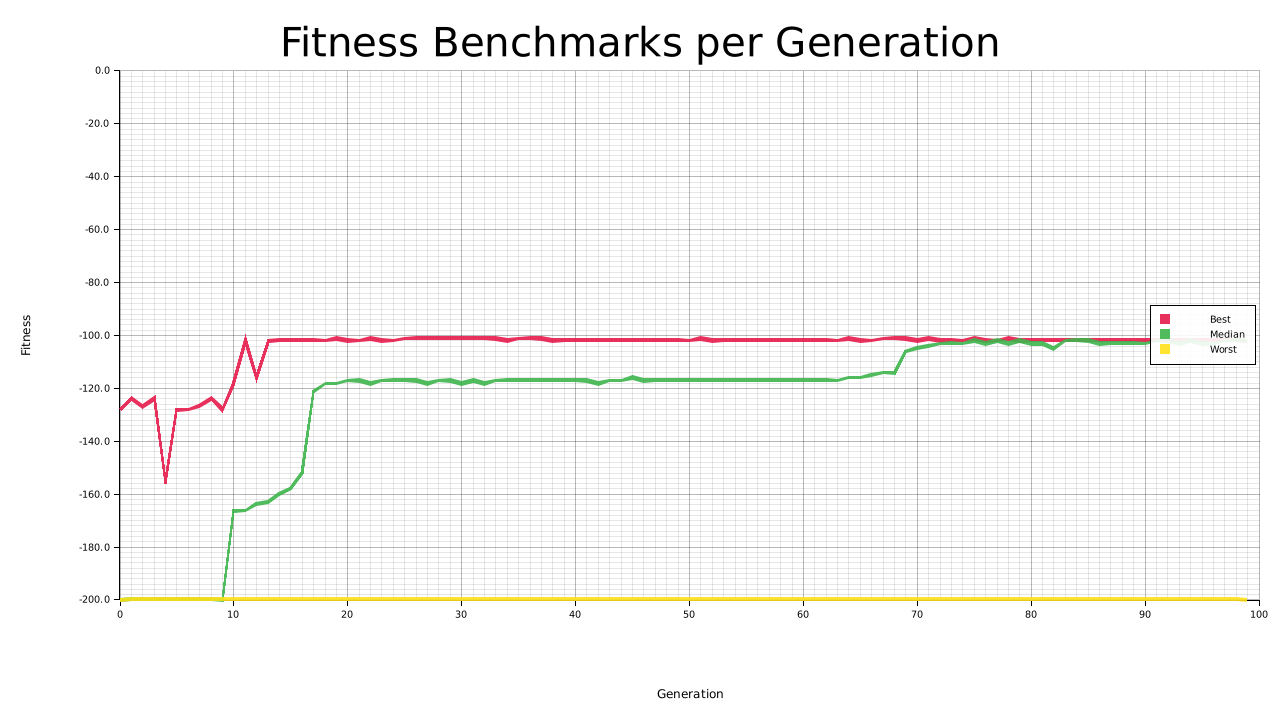 Fitness Benchmarks per Generation
0.0
-20.0
-40.0
-60.0
-80.0
-100.0
-120.0
-140.0
-160.0
-180.0
-200.0
Fitness
Best
Median
Worst
0 10 20 30 40 50 60 70 80 90 100
Generation